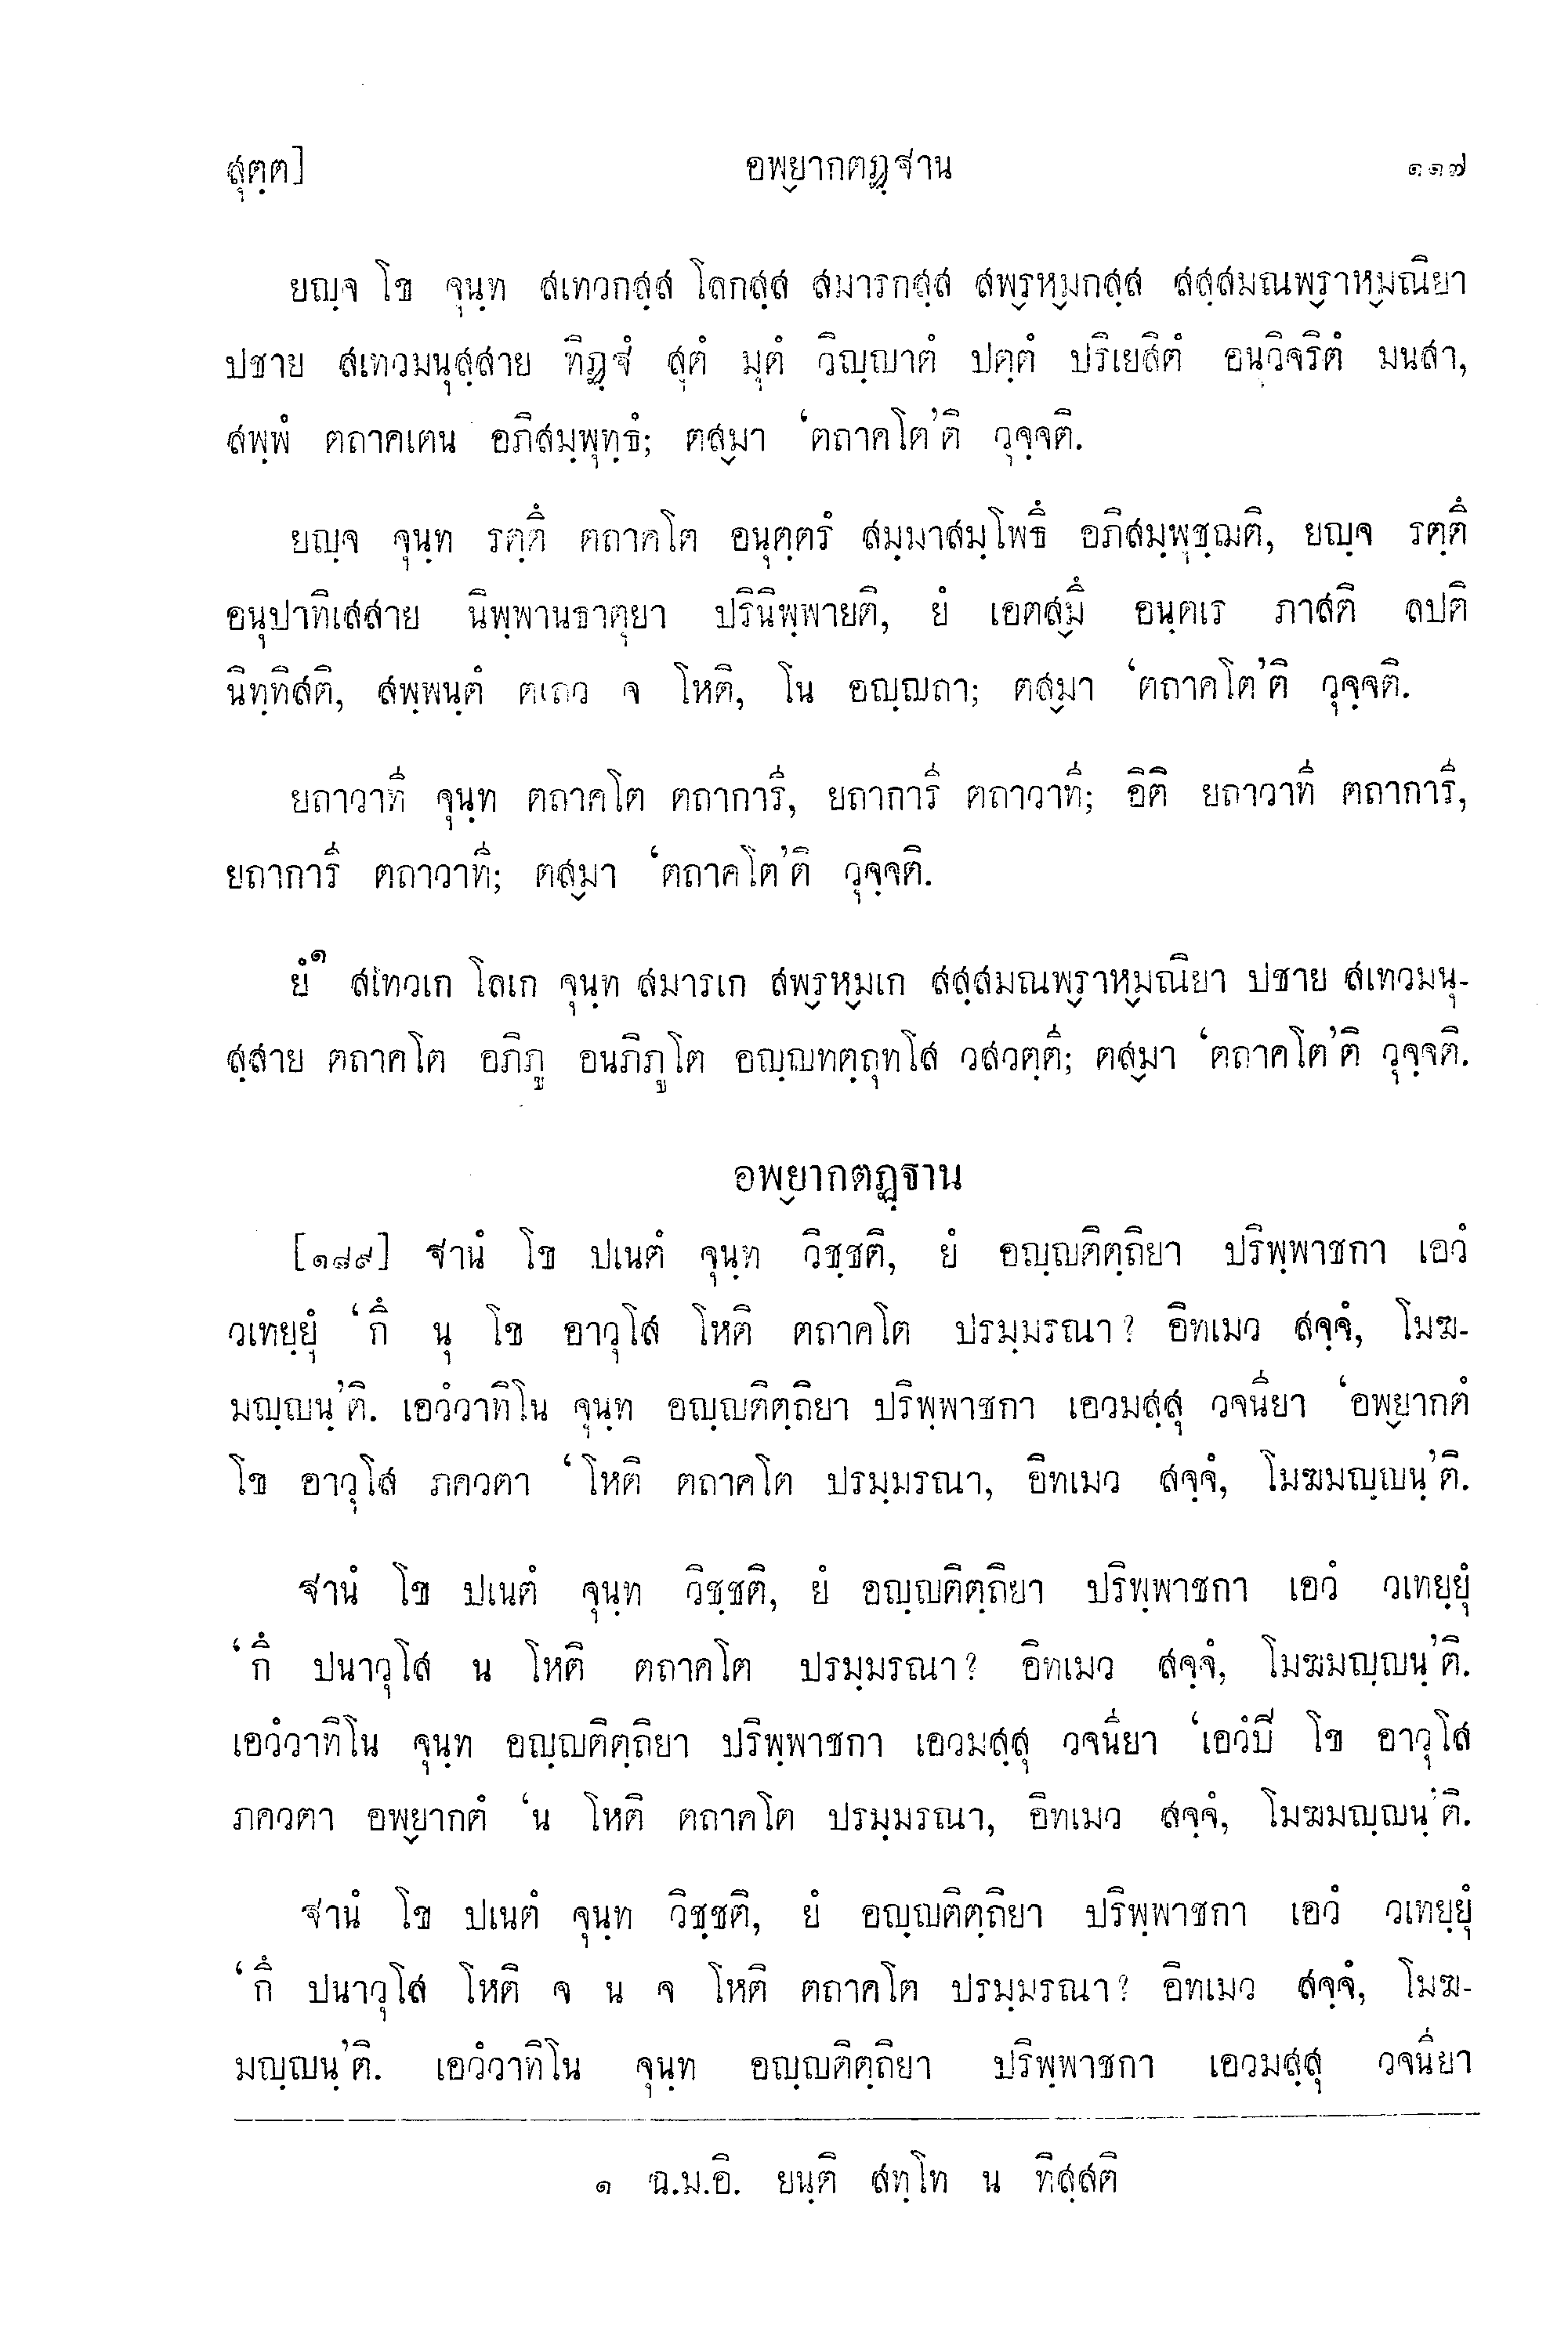 สุตฺต] อพฺยากตฏฺฐาน ๑๑๗
ยญฺจ โข จุนฺท สเทวกสฺส โลกสฺส สมารกสฺส สพฺรหฺมกสฺส สสฺสมณพฺราหฺมณิยา
ปชาย สเทวมนุสฺสาย ทิฏฺฐํ สุตํ มุตํ วิญฺญาตํ ปตฺตํ ปริเยสิตํ อนุวิจริตํ มนสา,
สพฺพํ ตถาคเตน อภิสมฺพุทฺธํ; ตสฺมา ‘ตถาคโต’ติ วุจฺจติ.
ยญฺจ จุนฺท รตฺตึ ตถาคโต อนุตฺตรํ สมฺมาสมฺโพธึ อภิสมฺพุชฺฌติ, ยญฺจ รตฺตึ
อนุปาทิเสสาย นิพฺพานธาตุยา ปรินิพฺพายติ, ยํ เอตสฺมึ อนฺตเร ภาสติ ลปติ
นิทฺทิสติ, สพฺพนฺตํ ตเถว จ โหติ, โน อญฺญถา; ตสฺมา ‘ตถาคโต’ติ วุจฺจติ.
ยถาวาที จุนฺท ตถาคโต ตถาการี, ยถาการี ตถาวาที; อิติ ยถาวาที ตถาการี,
ยถาการี ตถาวาที; ตสฺมา ‘ตถาคโต’ติ วุจฺจติ.
ยํ๑ สเทวเก โลเก จุนฺท สมารเก สพฺรหฺมเก สสฺสมณพฺราหฺมณิยา ปชาย สเทวมนุ-
สฺสาย ตถาคโต อภิภู อนภิภูโต อญฺญทตฺถุทโส วสวตฺตี; ตสฺมา ‘ตถาคโต’ติ วุจฺจติ.
อพฺยากตฏฺฐาน
[๑๘๙] ฐานํ โข ปเนตํ จุนฺท วิชฺชติ, ยํ อญฺญติตฺถิยา ปริพฺพาชกา เอวํ
วเทยฺยุํ ‘กึ นุ โข อาวุโส โหติ ตถาคโต ปรมฺมรณา? อิทเมว สจฺจํ, โมฆ-
มญฺญนฺ’ติ. เอวํวาทิโน จุนฺท อญฺญติตฺถิยา ปริพฺพาชกา เอวมสฺสุ วจนียา ‘อพฺยากตํ
โข อาวุโส ภควตา ‘โหติ ตถาคโต ปรมฺมรณา, อิทเมว สจฺจํ, โมฆมญฺญนฺ’ติ.
ฐานํ โข ปเนตํ จุนฺท วิชฺชติ, ยํ อญฺญติตฺถิยา ปริพฺพาชกา เอวํ วเทยฺยุํ
‘กึ ปนาวุโส น โหติ ตถาคโต ปรมฺมรณา? อิทเมว สจฺจํ, โมฆมญฺญนฺ’ติ.
เอวํวาทิโน จุนฺท อญฺญติตฺถิยา ปริพฺพาชกา เอวมสฺสุ วจนียา ‘เอวํปี โข อาวุโส
ภควตา อพฺยากตํ ‘น โหติ ตถาคโต ปรมฺมรณา, อิทเมว สจฺจํ, โมฆมญฺญนฺ’ติ.
ฐานํ โข ปเนตํ จุนฺท วิชฺชติ, ยํ อญฺญติตฺถิยา ปริพฺพาชกา เอวํ วเทยฺยุํ
‘กึ ปนาวุโส โหติ จ น จ โหติ ตถาคโต ปรมฺมรณา? อิทเมว สจฺจํ, โมฆ-
มญฺญนฺ’ติ. เอวํวาทิโน จุนฺท อญฺญติตฺถิยา ปริพฺพาชกา เอวมสฺสุ วจนียา
๑ ฉ.ม.อิ. ยนฺติ สทฺโท น ทิสฺสติ